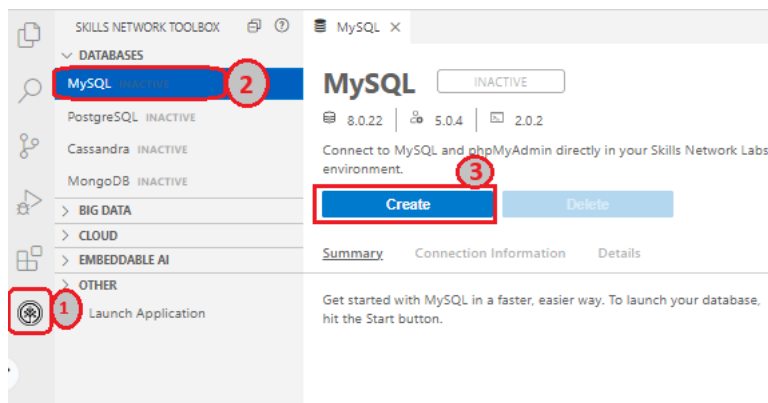 SKILLS NETWORK TOOLBOX
DATABASES
MySQL INACTIVE
2
PostgreSQL INACTIVE
Cassandra INACTIVE
MongoDB INACTIVE
BIG DATA
CLOUD
EMBEDDABLE AI
OTHER
1
Launch Application
MySQL
MySQL INACTIVE
8.0.22 5.0.4 2.0.2
Connect to MySQL and phpMyAdmin directly in your Skills Network Labs
environment.
3
Create Delete
Summary Connection Information Details
Get started with MySQL in a faster, easier way. To launch your database,
hit the Start button.